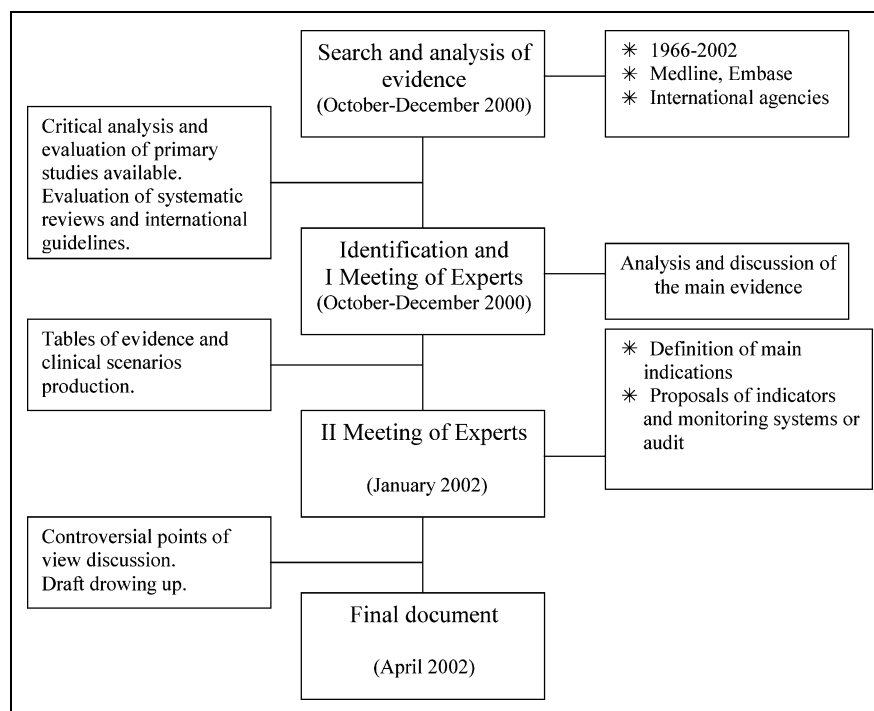 Search and analysis of
evidence
(October-December 2000)
✳ 1966-2002
✳ Medline, Embase
✳ International agencies
Critical analysis and
evaluation of primary
studies available.
Evaluation of systematic
reviews and international
guidelines.
Identification and
I Meeting of Experts
(October-December 2000)
Analysis and discussion of
the main evidence
Tables of evidence and
clinical scenarios
production.
✳ Definition of main
indications
✳ Proposals of indicators
and monitoring systems or
audit
II Meeting of Experts
(January 2002)
Controversial points of
view discussion.
Draft drowing up.
Final document
(April 2002)